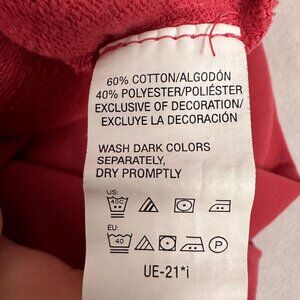 60% COTTON/ALGODÓN
40% POLYESTER/POLIÉSTER
EXCLUSIVE OF DECORATION/
EXCLUYE LA DECORACIÓN
WASH DARK COLORS
SEPARATELY,
DRY PROMPTLY
US:
40C
EU:
40
P
UE-21*i